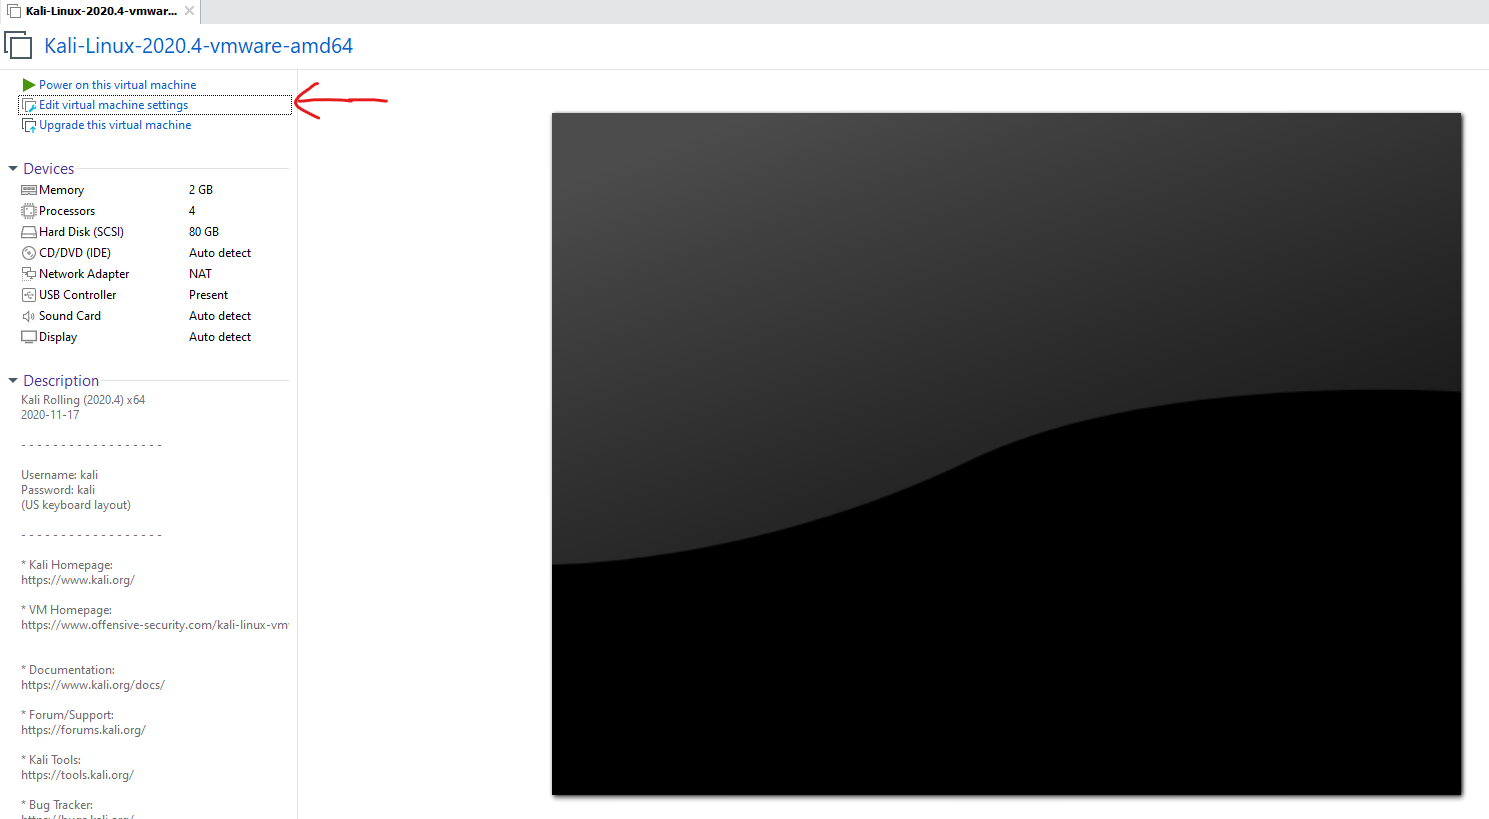 Kali-Linux-2020.4-vmwar...
Kali-Linux-2020.4-vmware-amd64
Power on this virtual machine
Edit virtual machine settings
Upgrade this virtual machine
Devices
Memory 2 GB
Processors 4
Hard Disk (SCSI) 80 GB
CD/DVD (IDE) Auto detect
Network Adapter NAT
USB Controller Present
Sound Card Auto detect
Display Auto detect
Description
Kali Rolling (2020.4) x64
2020-11-17
- - - - - - - - - - - - - - - - - -
Username: kali
Password: kali
(US keyboard layout)
- - - - - - - - - - - - - - - - - -
* Kali Homepage:
https://www.kali.org/
* VM Homepage:
https://www.offensive-security.com/kali-linux-vm
* Documentation:
https://www.kali.org/docs/
* Forum/Support:
https://forums.kali.org/
* Kali Tools:
https://tools.kali.org/
* Bug Tracker: